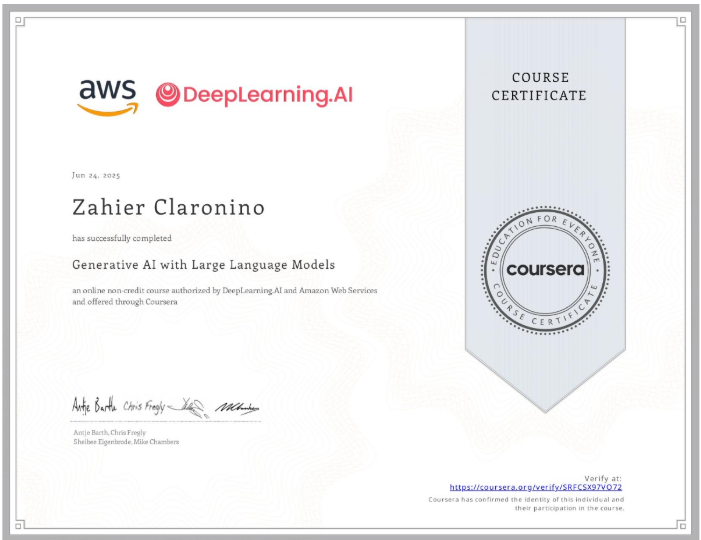 aws DeepLearning.AI
COURSE
CERTIFICATE
Jun 24, 2025
Zahier Claronino
has successfully completed
Generative AI with Large Language Models
an online non-credit course authorized by DeepLearning.AI and Amazon Web Services
and offered through Coursera
EDUCATION FOR EVERYONE
coursera
COURSE CERTIFICATE
Antje Barth Chris Fregly
Antje Barth, Chris Fregly
Shelbee Eigenbrode, Mike Chambers
Verify at:
https://coursera.org/verify/SRFCSX97VO72
Coursera has confirmed the identity of this individual and
their participation in the course.